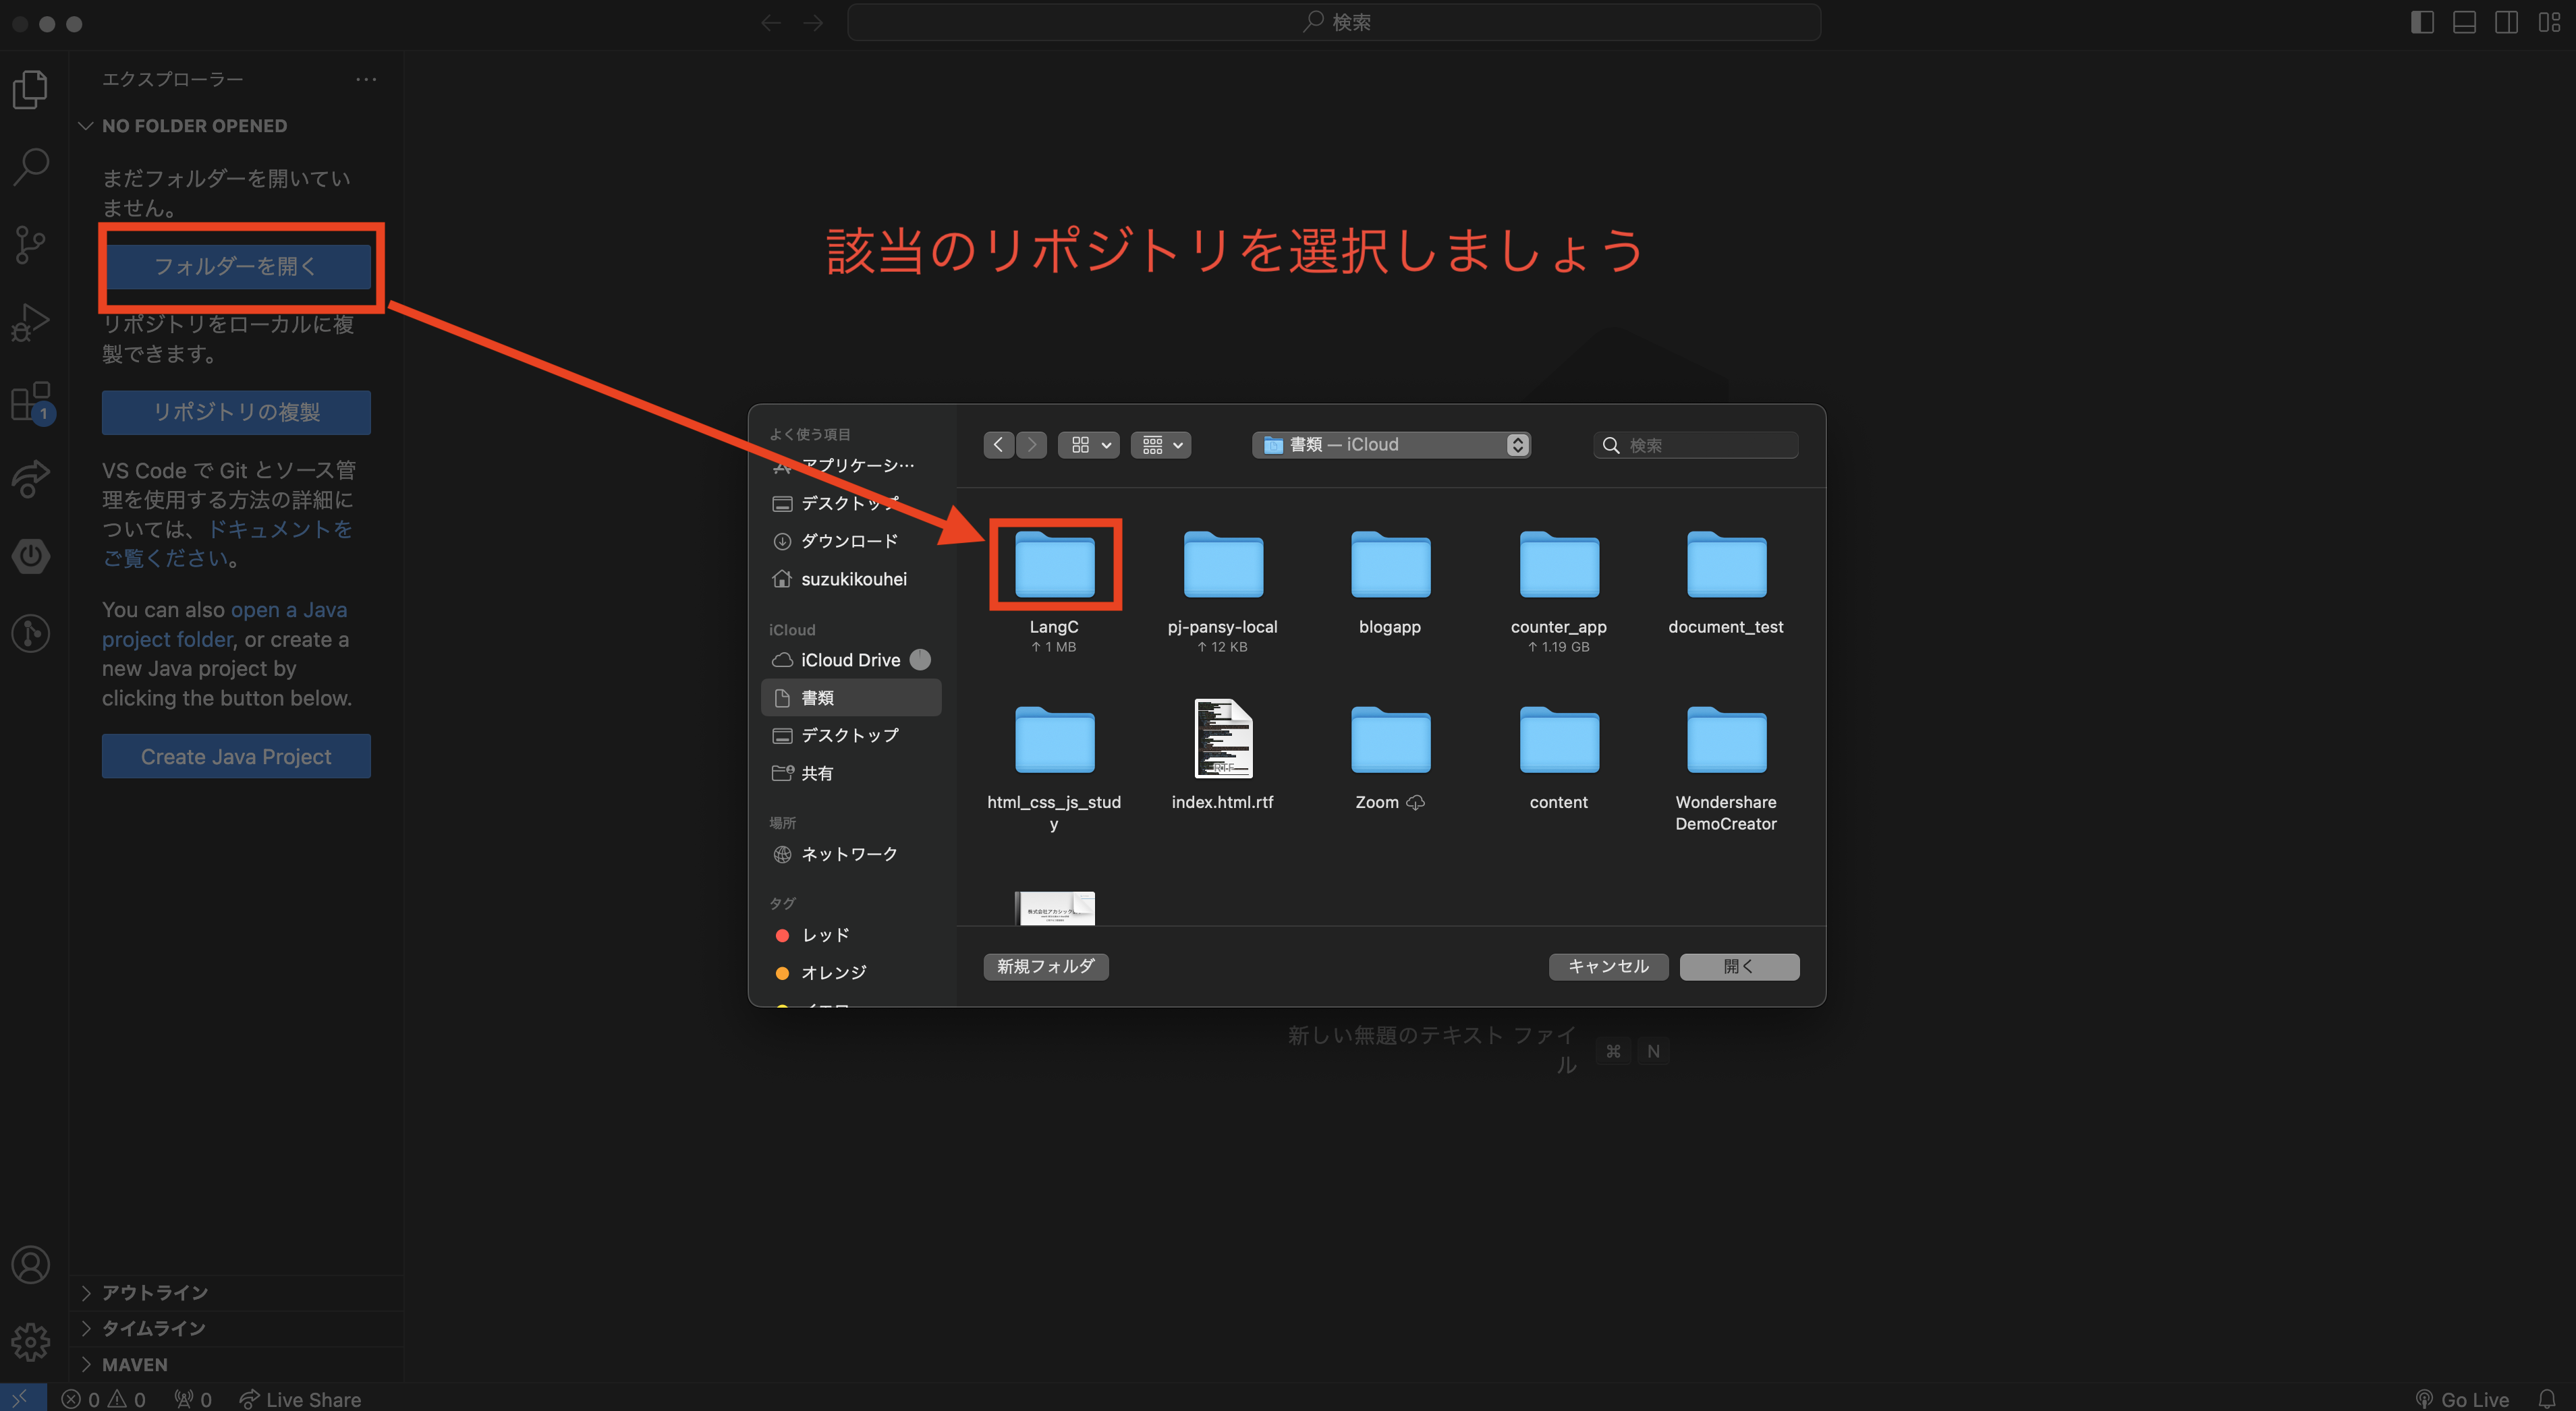 検索
エクスプローラー
NO FOLDER OPENED
まだフォルダーを開いてい
ません。
フォルダーを開く
リポジトリをローカルに複
製できます。
リポジトリの複製
VS Code で Git とソース管
理を使用する方法の詳細に
ついては、ドキュメントを
ご覧ください。
You can also open a Java
project folder, or create a
new Java project by
clicking the button below.
Create Java Project
アウトライン
タイムライン
MAVEN
1
該当のリポジトリを選択しましょう
よく使う項目
アプリケーシ…
デスクトップ
ダウンロード
suzukikouhei
iCloud
iCloud Drive
書類
デスクトップ
共有
場所
ネットワーク
タグ
レッド
オレンジ
書類 — iCloud
検索
LangC
↑ 1 MB
pj-pansy-local
↑ 12 KB
blogapp
counter_app
↑ 1.19 GB
document_test
html_css_js_stud
y
index.html.rtf
Zoom
content
Wondershare
DemoCreator
新規フォルダ
キャンセル
開く
新しい無題のテキスト ファイ
ル
⌘ N
0 0 0 Live Share
Go Live